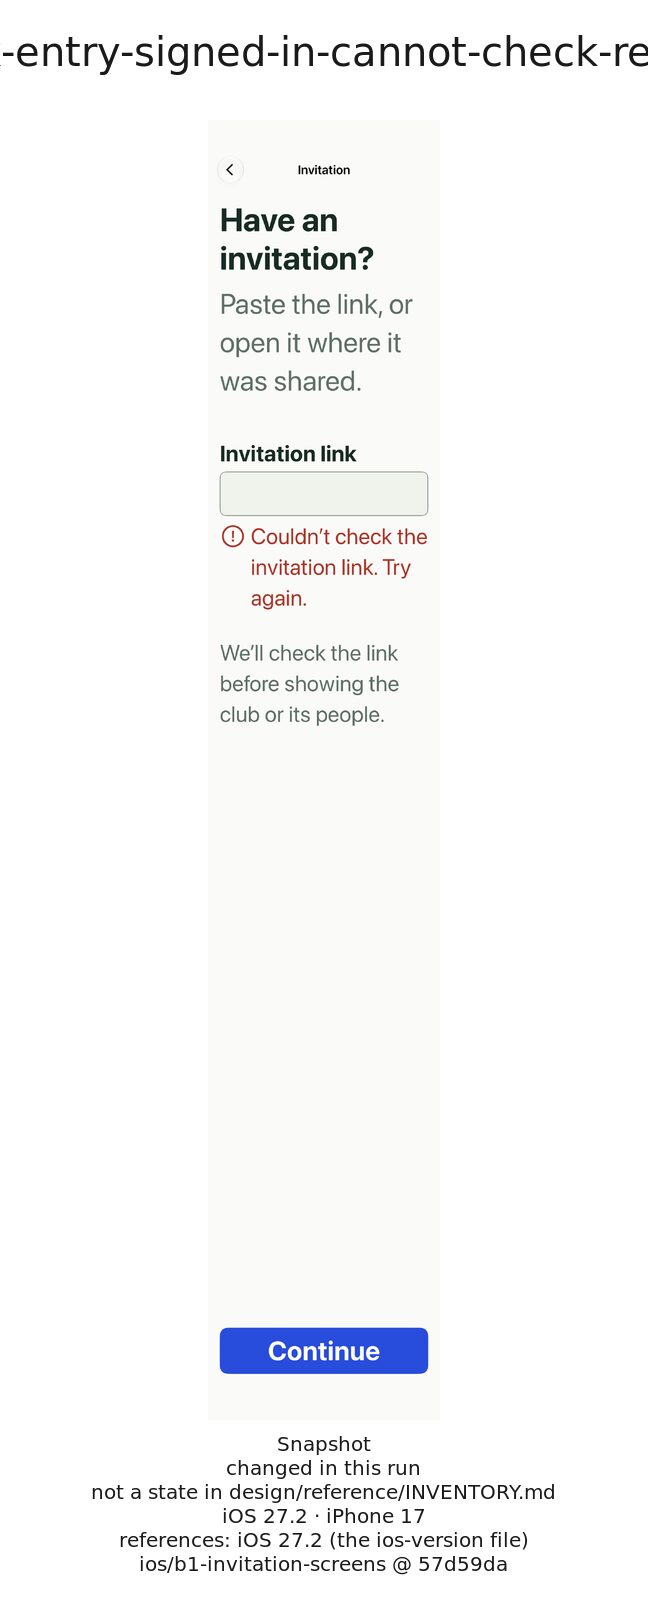 -entry-signed-in-cannot-check-re
Invitation
Have an
invitation?
Paste the link, or
open it where it
was shared.
Invitation link
Couldn’t check the
invitation link. Try
again.
We’ll check the link
before showing the
club or its people.
Continue
Snapshot
changed in this run
not a state in design/reference/INVENTORY.md
iOS 27.2 · iPhone 17
references: iOS 27.2 (the ios-version file)
ios/b1-invitation-screens @ 57d59da